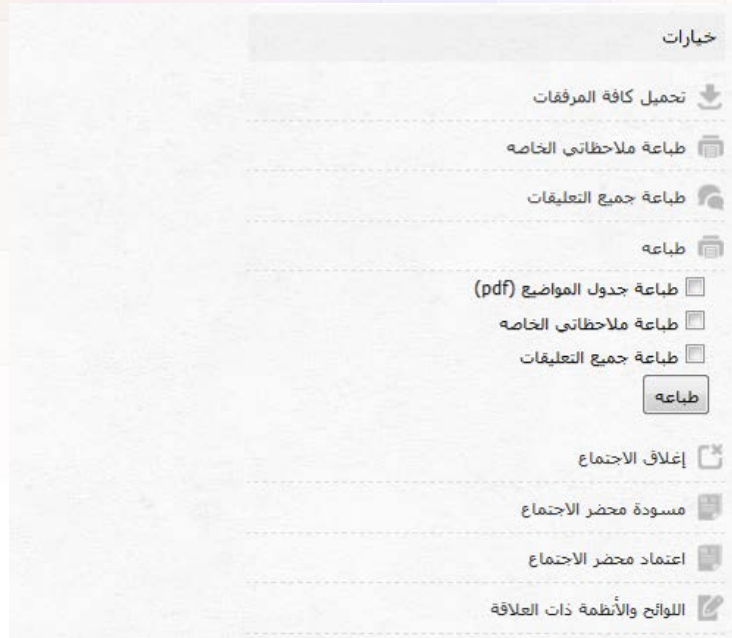 خيارات
تحميل كافة المرفقات
طباعة ملاحظاتي الخاصه
طباعة جميع التعليقات
طباعه
طباعة جدول المواضيع (pdf)
طباعة ملاحظاتي الخاصه
طباعة جميع التعليقات
طباعه
إغلاق الاجتماع
مسودة محضر الاجتماع
اعتماد محضر الاجتماع
اللوائح والأنظمة ذات العلاقة